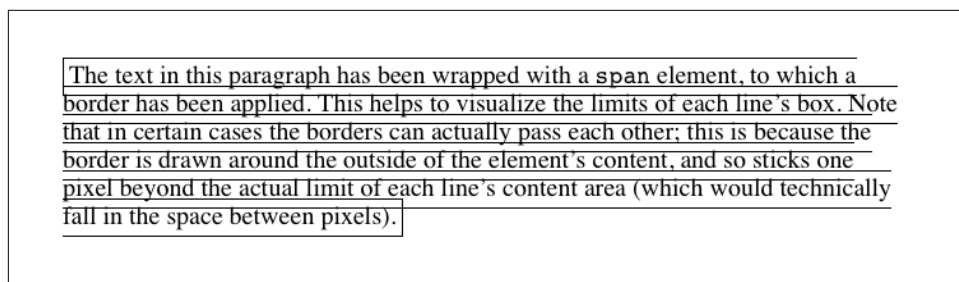 The text in this paragraph has been wrapped with a span element, to which a
border has been applied. This helps to visualize the limits of each line's box. Note
that in certain cases the borders can actually pass each other; this is because the
border is drawn around the outside of the element's content, and so sticks one
pixel beyond the actual limit of each line's content area (which would technically
fall in the space between pixels).